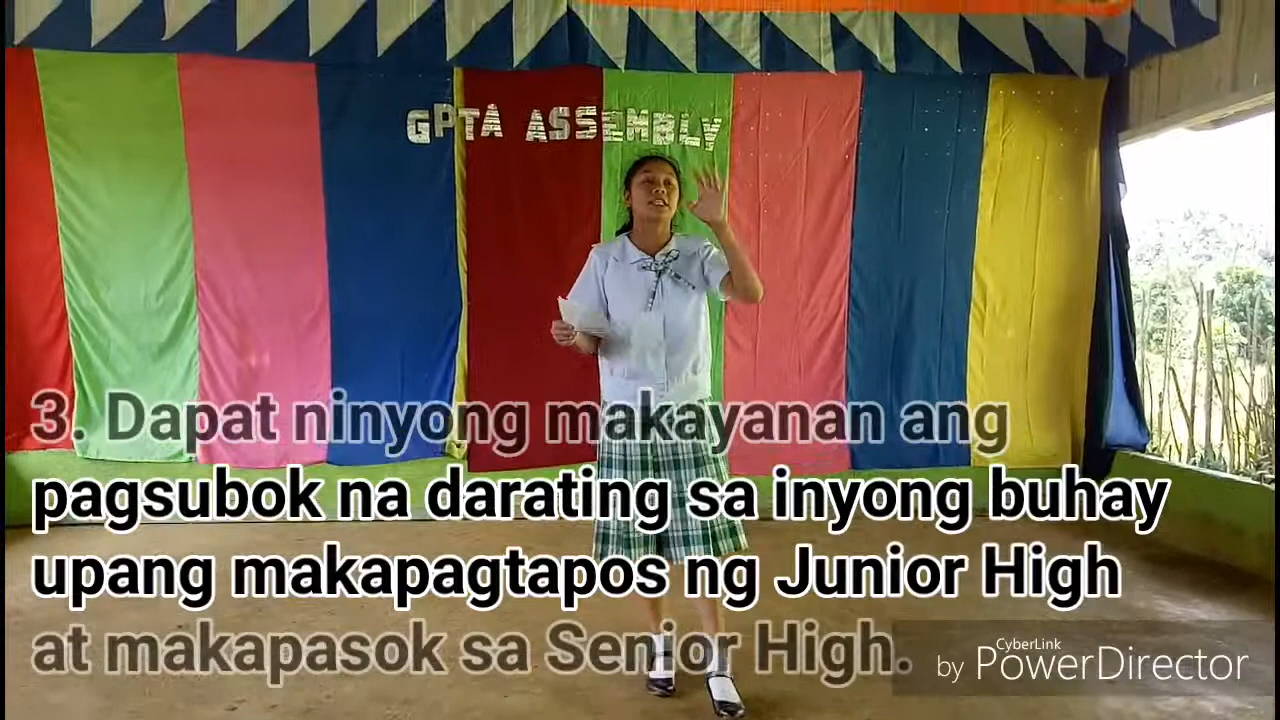 GPTA ASSEMBLY
3. Dapat ninyong makayanan ang
pagsubok na darating sa inyong buhay
upang makapagtapos ng Junior High
at makapasok sa Senior High.
CyberLink
by PowerDirector